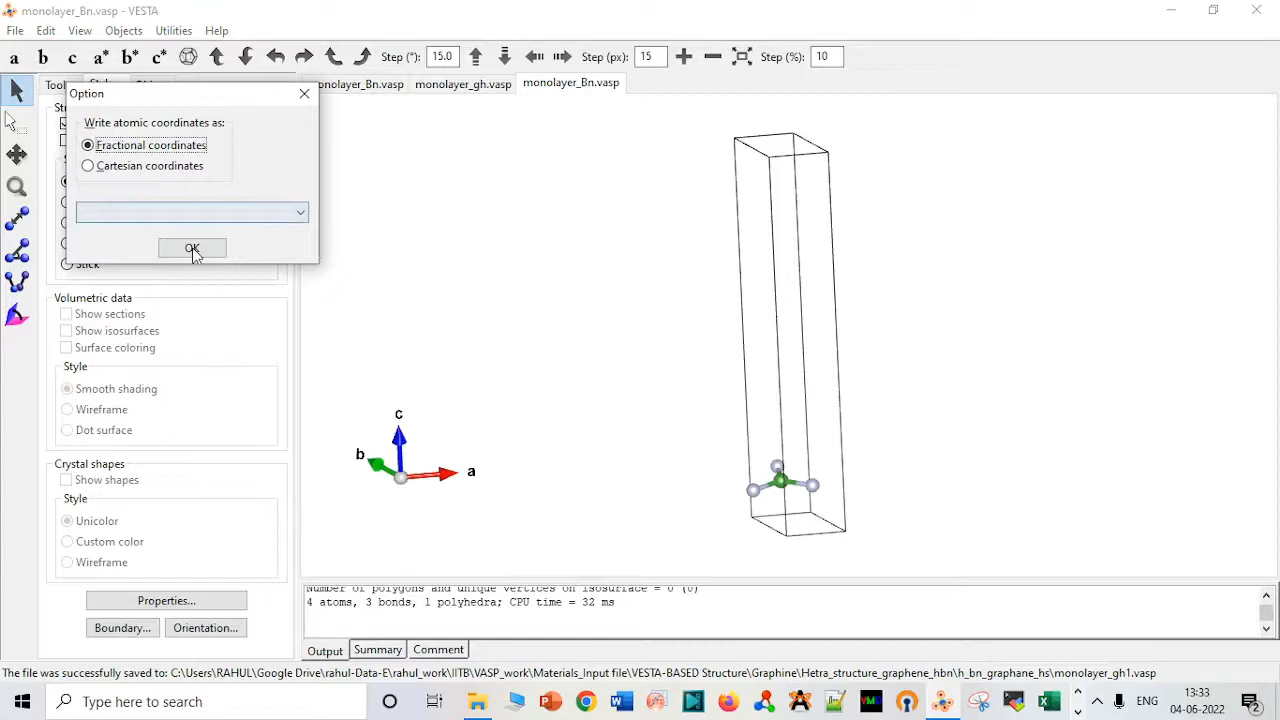 monolayer_Bn.vasp - VESTA
File Edit View Objects Utilities Help
a b c a* b* c* Step (°): 15.0 Step (px): 15 Step (%): 10
monolayer_gh.vasp monolayer_Bn.vasp
Option
Write atomic coordinates as:
Fractional coordinates
Cartesian coordinates
OK
Stick
Volumetric data
Show sections
Show isosurfaces
Surface coloring
Style
Smooth shading
Wireframe
Dot surface
Crystal shapes
Show shapes
Style
Unicolor
Custom color
Wireframe
Properties...
Boundary... Orientation...
c
b
a
Number of polygons and unique vertices on isosurface = 0 (0)
4 atoms, 3 bonds, 1 polyhedra; CPU time = 32 ms
Output Summary Comment
The file was successfully saved to: C:\Users\RAHUL\Google Drive\rahul-Data-E\rahul_work\IITB\VASP_work\Materials_Input file\VESTA-BASED Structure\Graphine\Hetra_structure_graphene_hbn\h_bn_graphane_hs\monolayer_gh1.vasp
Type here to search
ENG
13:33
04-06-2022
2